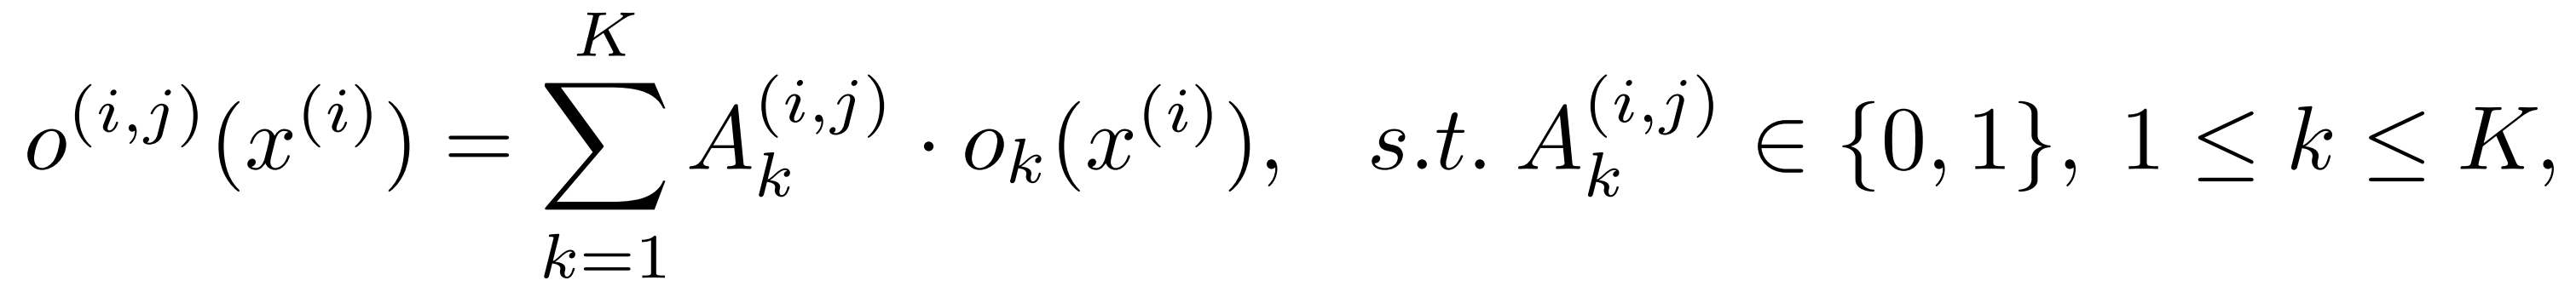 o^{(i,j)}(x^{(i)}) = \sum_{k=1}^{K} A_k^{(i,j)} \cdot o_k(x^{(i)}), \quad s.t. A_k^{(i,j)} \in \{0,1\}, 1 \leq k \leq K,